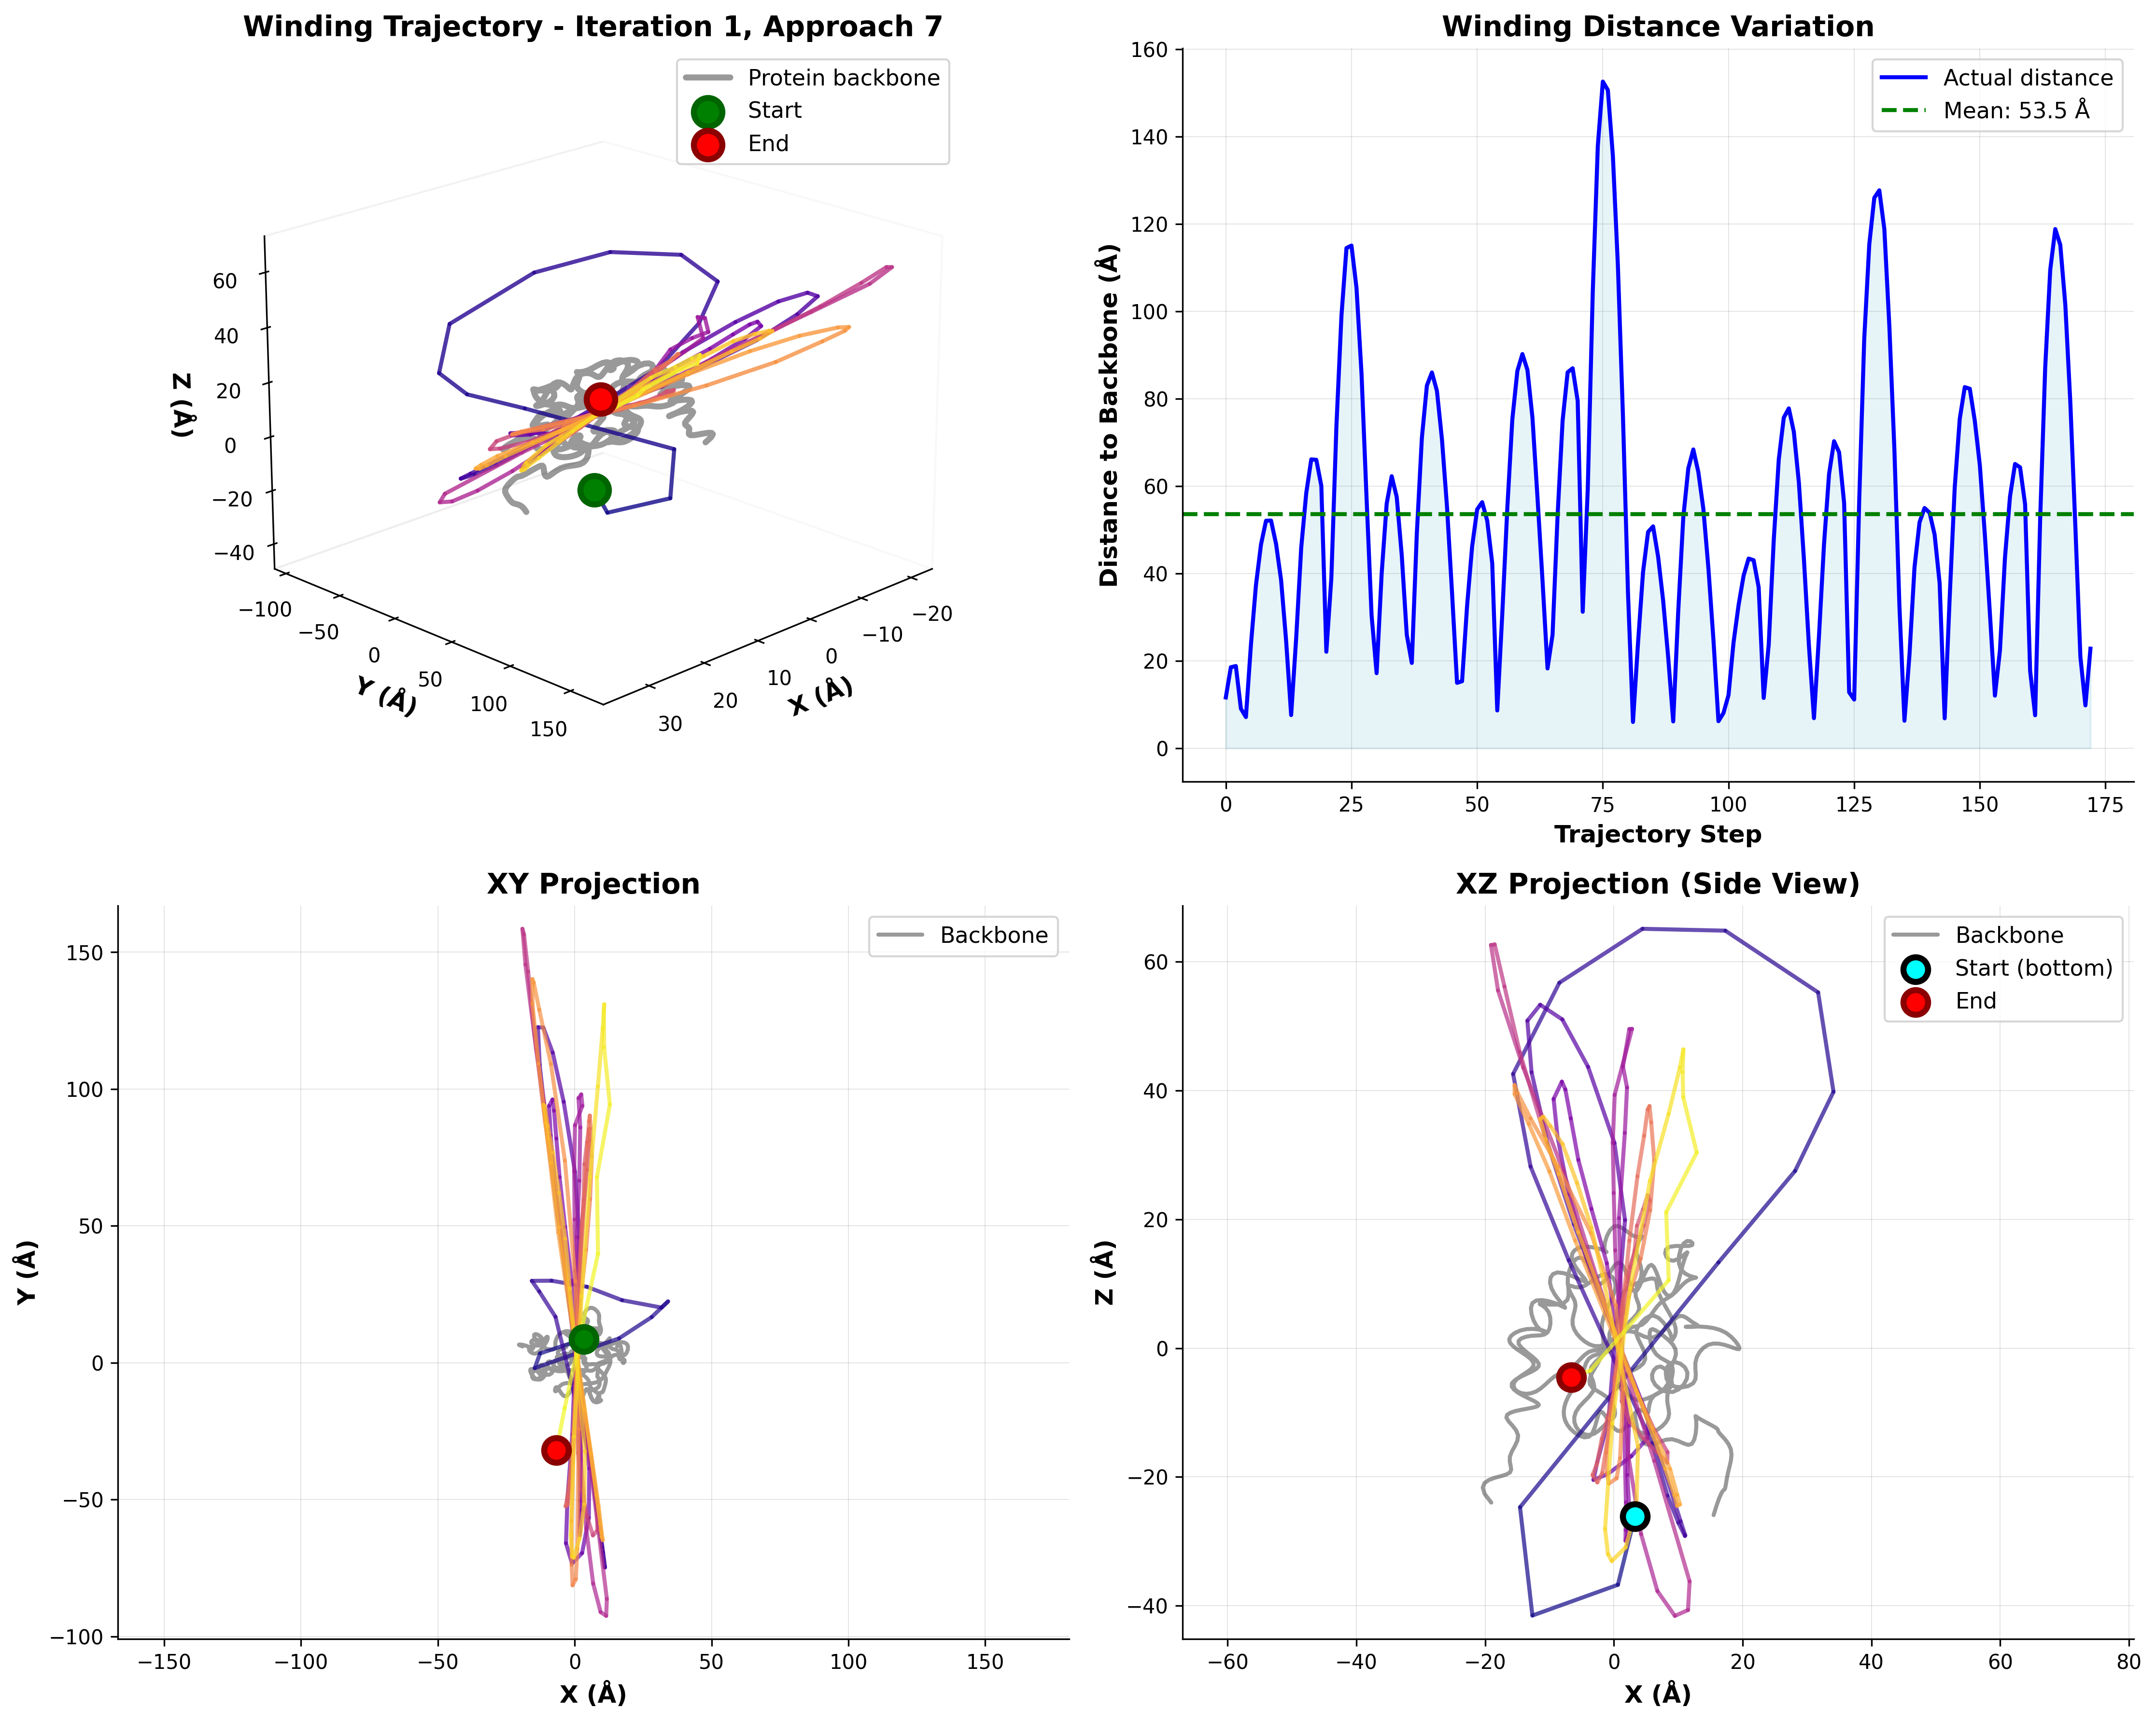 Winding Trajectory - Iteration 1, Approach 7
Protein backbone
Start
End
60
40
20
0
−20
−40
Z (Å)
−100
−50
0
50
100
150
Y (Å)
30
20
10
0
−10
−20
X (Å)
Winding Distance Variation
Actual distance
Mean: 53.5 Å
160
140
120
100
80
60
40
20
0
Distance to Backbone (Å)
0 25 50 75 100 125 150 175
Trajectory Step
XY Projection
Backbone
150
100
50
0
−50
−100
Y (Å)
−150 −100 −50 0 50 100 150
X (Å)
XZ Projection (Side View)
Backbone
Start (bottom)
End
60
40
20
0
−20
−40
Z (Å)
−60 −40 −20 0 20 40 60 80
X (Å)